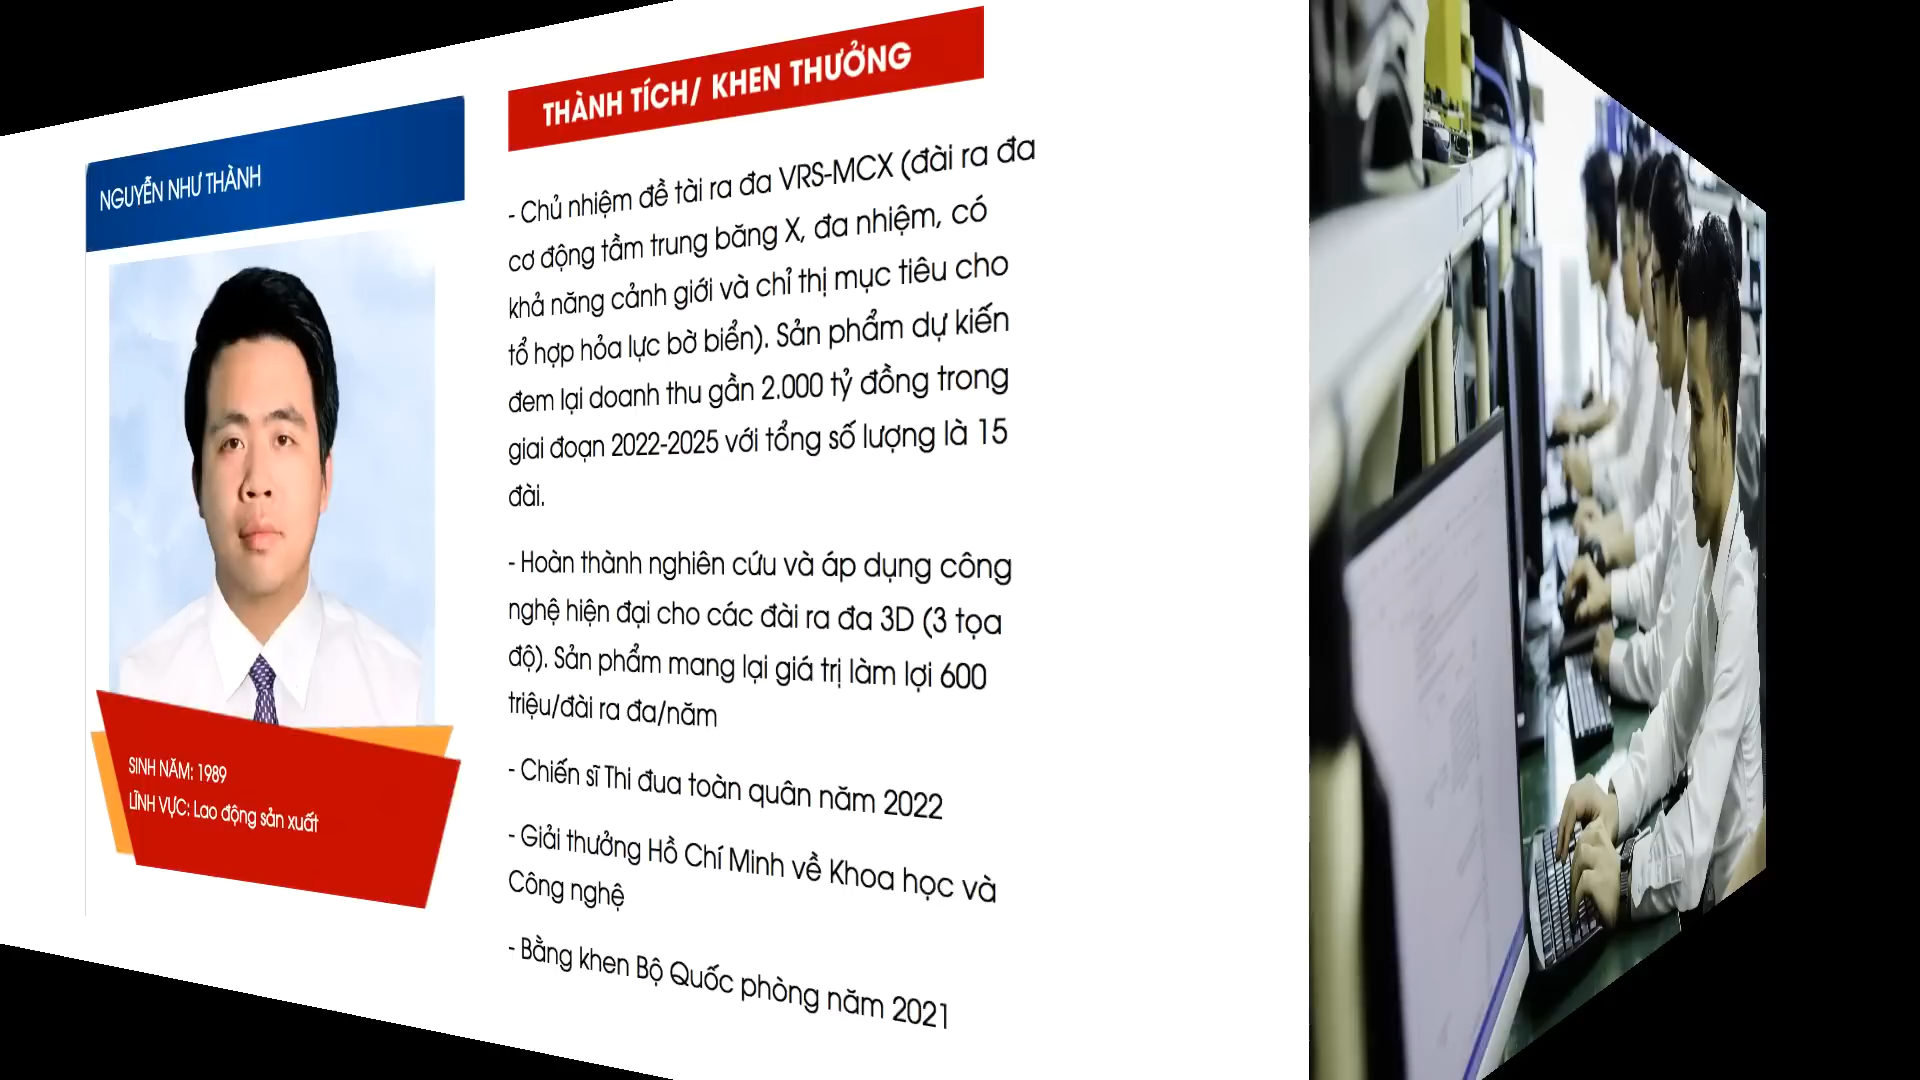 NGUYỄN NHƯ THÀNH
SINH NĂM: 1989
LĨNH VỰC: Lao động sản xuất
THÀNH TÍCH/ KHEN THƯỞNG
- Chủ nhiệm đề tài ra đa VRS-MCX (đài ra đa
cơ động tầm trung băng X, đa nhiệm, có
khả năng cảnh giới và chỉ thị mục tiêu cho
tổ hợp hỏa lực bờ biển). Sản phẩm dự kiến
đem lại doanh thu gần 2.000 tỷ đồng trong
giai đoạn 2022-2025 với tổng số lượng là 15
đài.
- Hoàn thành nghiên cứu và áp dụng công
nghệ hiện đại cho các đài ra đa 3D (3 tọa
độ). Sản phẩm mang lại giá trị làm lợi 600
triệu/đài ra đa/năm
- Chiến sĩ Thi đua toàn quân năm 2022
- Giải thưởng Hồ Chí Minh về Khoa học và
Công nghệ
- Bằng khen Bộ Quốc phòng năm 2021